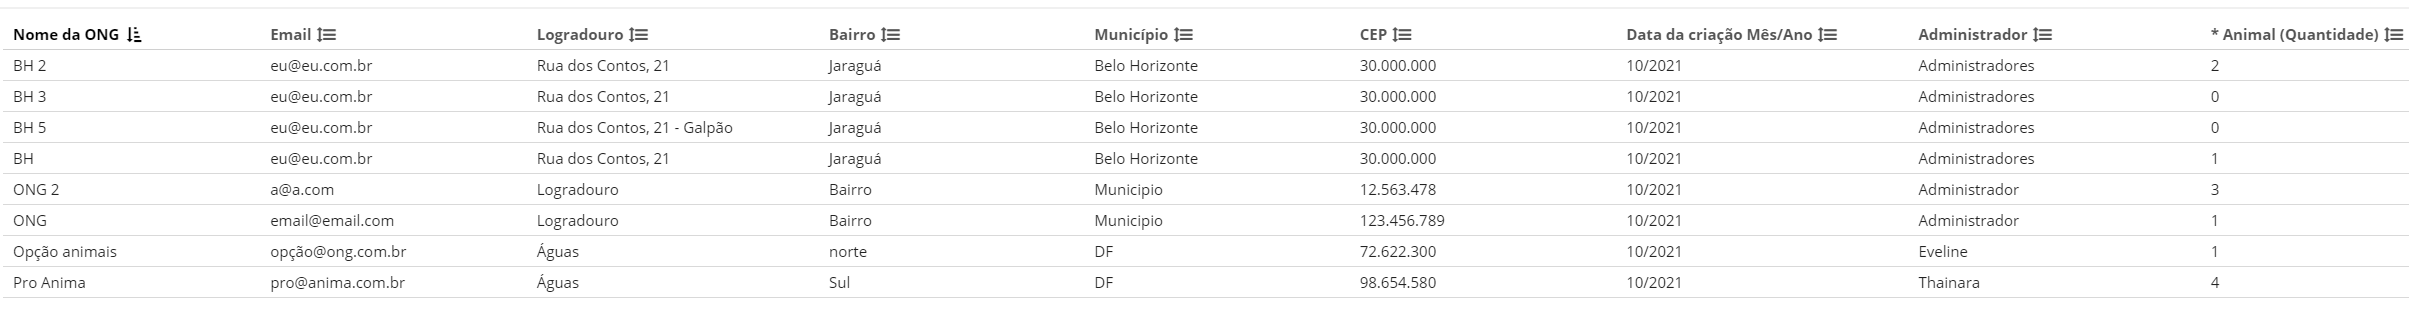 Nome da ONG Email Logradouro Bairro Município CEP Data da criação Mês/Ano Administrador * Animal (Quantidade)
BH 2 eu@eu.com.br Rua dos Contos, 21 Jaraguá Belo Horizonte 30.000.000 10/2021 Administradores 2
BH 3 eu@eu.com.br Rua dos Contos, 21 Jaraguá Belo Horizonte 30.000.000 10/2021 Administradores 0
BH 5 eu@eu.com.br Rua dos Contos, 21 - Galpão Jaraguá Belo Horizonte 30.000.000 10/2021 Administradores 0
BH eu@eu.com.br Rua dos Contos, 21 Jaraguá Belo Horizonte 30.000.000 10/2021 Administradores 1
ONG 2 a@a.com Logradouro Bairro Municipio 12.563.478 10/2021 Administrador 3
ONG email@email.com Logradouro Bairro Municipio 123.456.789 10/2021 Administrador 1
Opção animais opção@ong.com.br Águas norte DF 72.622.300 10/2021 Eveline 1
Pro Anima pro@anima.com.br Águas Sul DF 98.654.580 10/2021 Thainara 4